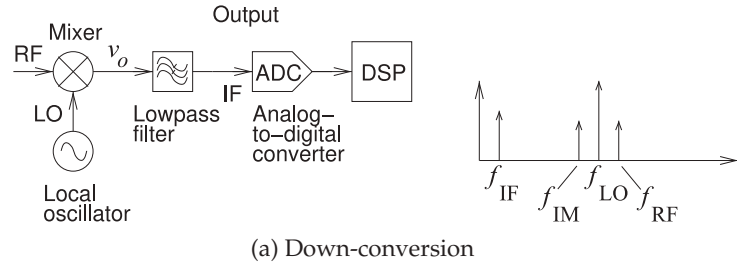 Output
Mixer
RF
v_o
ADC
DSP
LO
IF
Lowpass
filter
Analog–
to–digital
converter
Local
oscillator
f_IF
f_IM
f_LO
f_RF
(a) Down-conversion